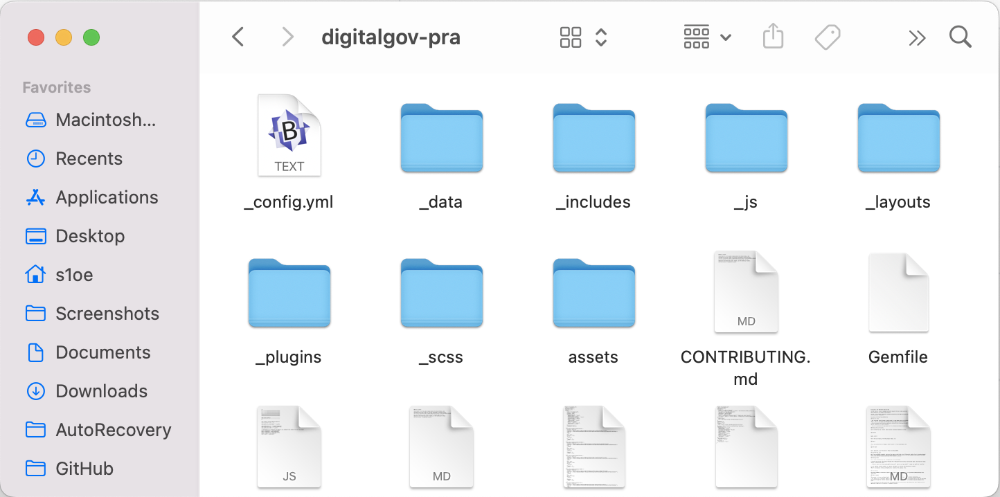 digitalgov-pra
Favorites
Macintosh...
Recents
Applications
Desktop
s1oe
Screenshots
Documents
Downloads
AutoRecovery
GitHub
B
TEXT
_config.yml
_data
_includes
_js
_layouts
_plugins
_scss
assets
MD
CONTRIBUTING.
md
Gemfile
JS
MD
MD